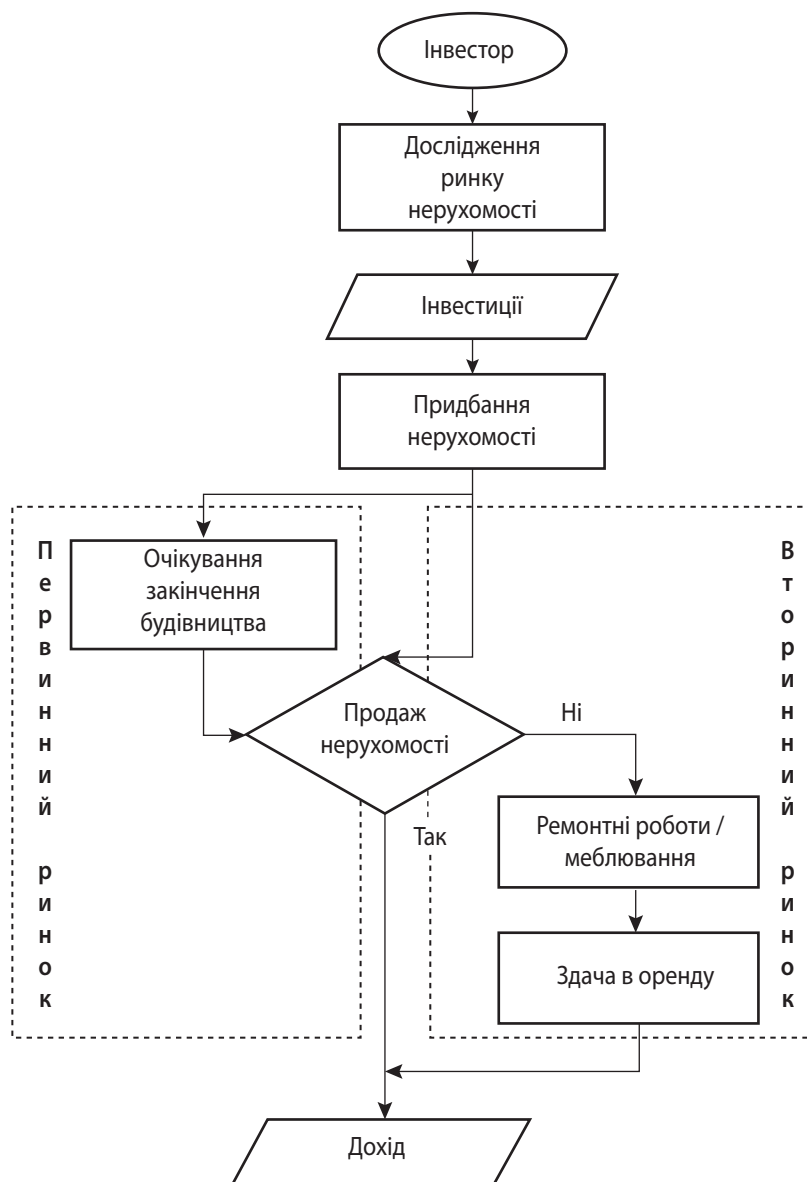 Інвестор
Дослідження
ринку
нерухомості
Інвестиції
Придбання
нерухомості
Первинний ринок
Очікування
закінчення
будівництва
Вторинний ринок
Продаж
нерухомості
Ні
Так
Ремонтні роботи /
меблювання
Здача в оренду
Дохід